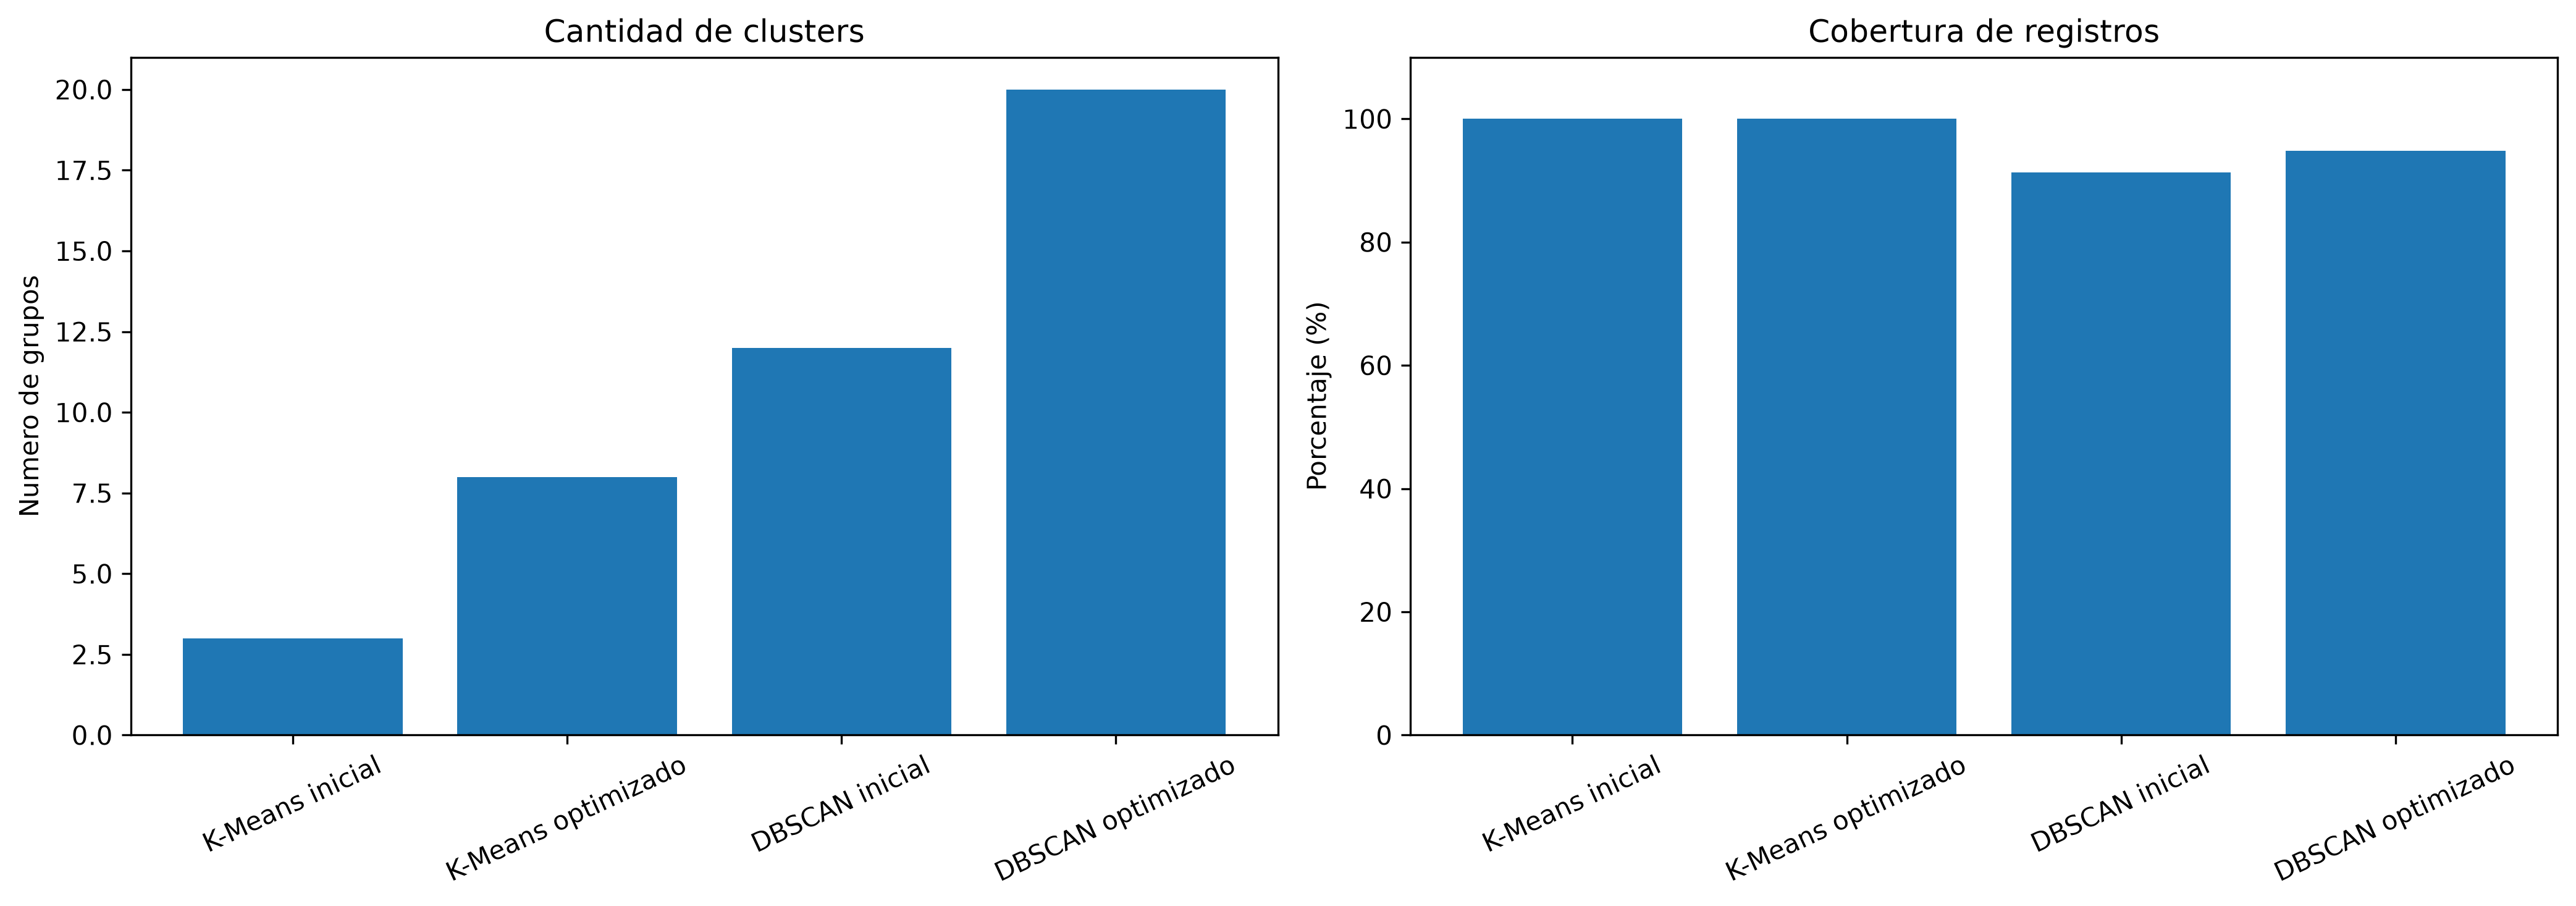 Cantidad de clusters
Numero de grupos
20.0
17.5
15.0
12.5
10.0
7.5
5.0
2.5
0.0
K-Means inicial
K-Means optimizado
DBSCAN inicial
DBSCAN optimizado
Cobertura de registros
Porcentaje (%)
100
80
60
40
20
0
K-Means inicial
K-Means optimizado
DBSCAN inicial
DBSCAN optimizado